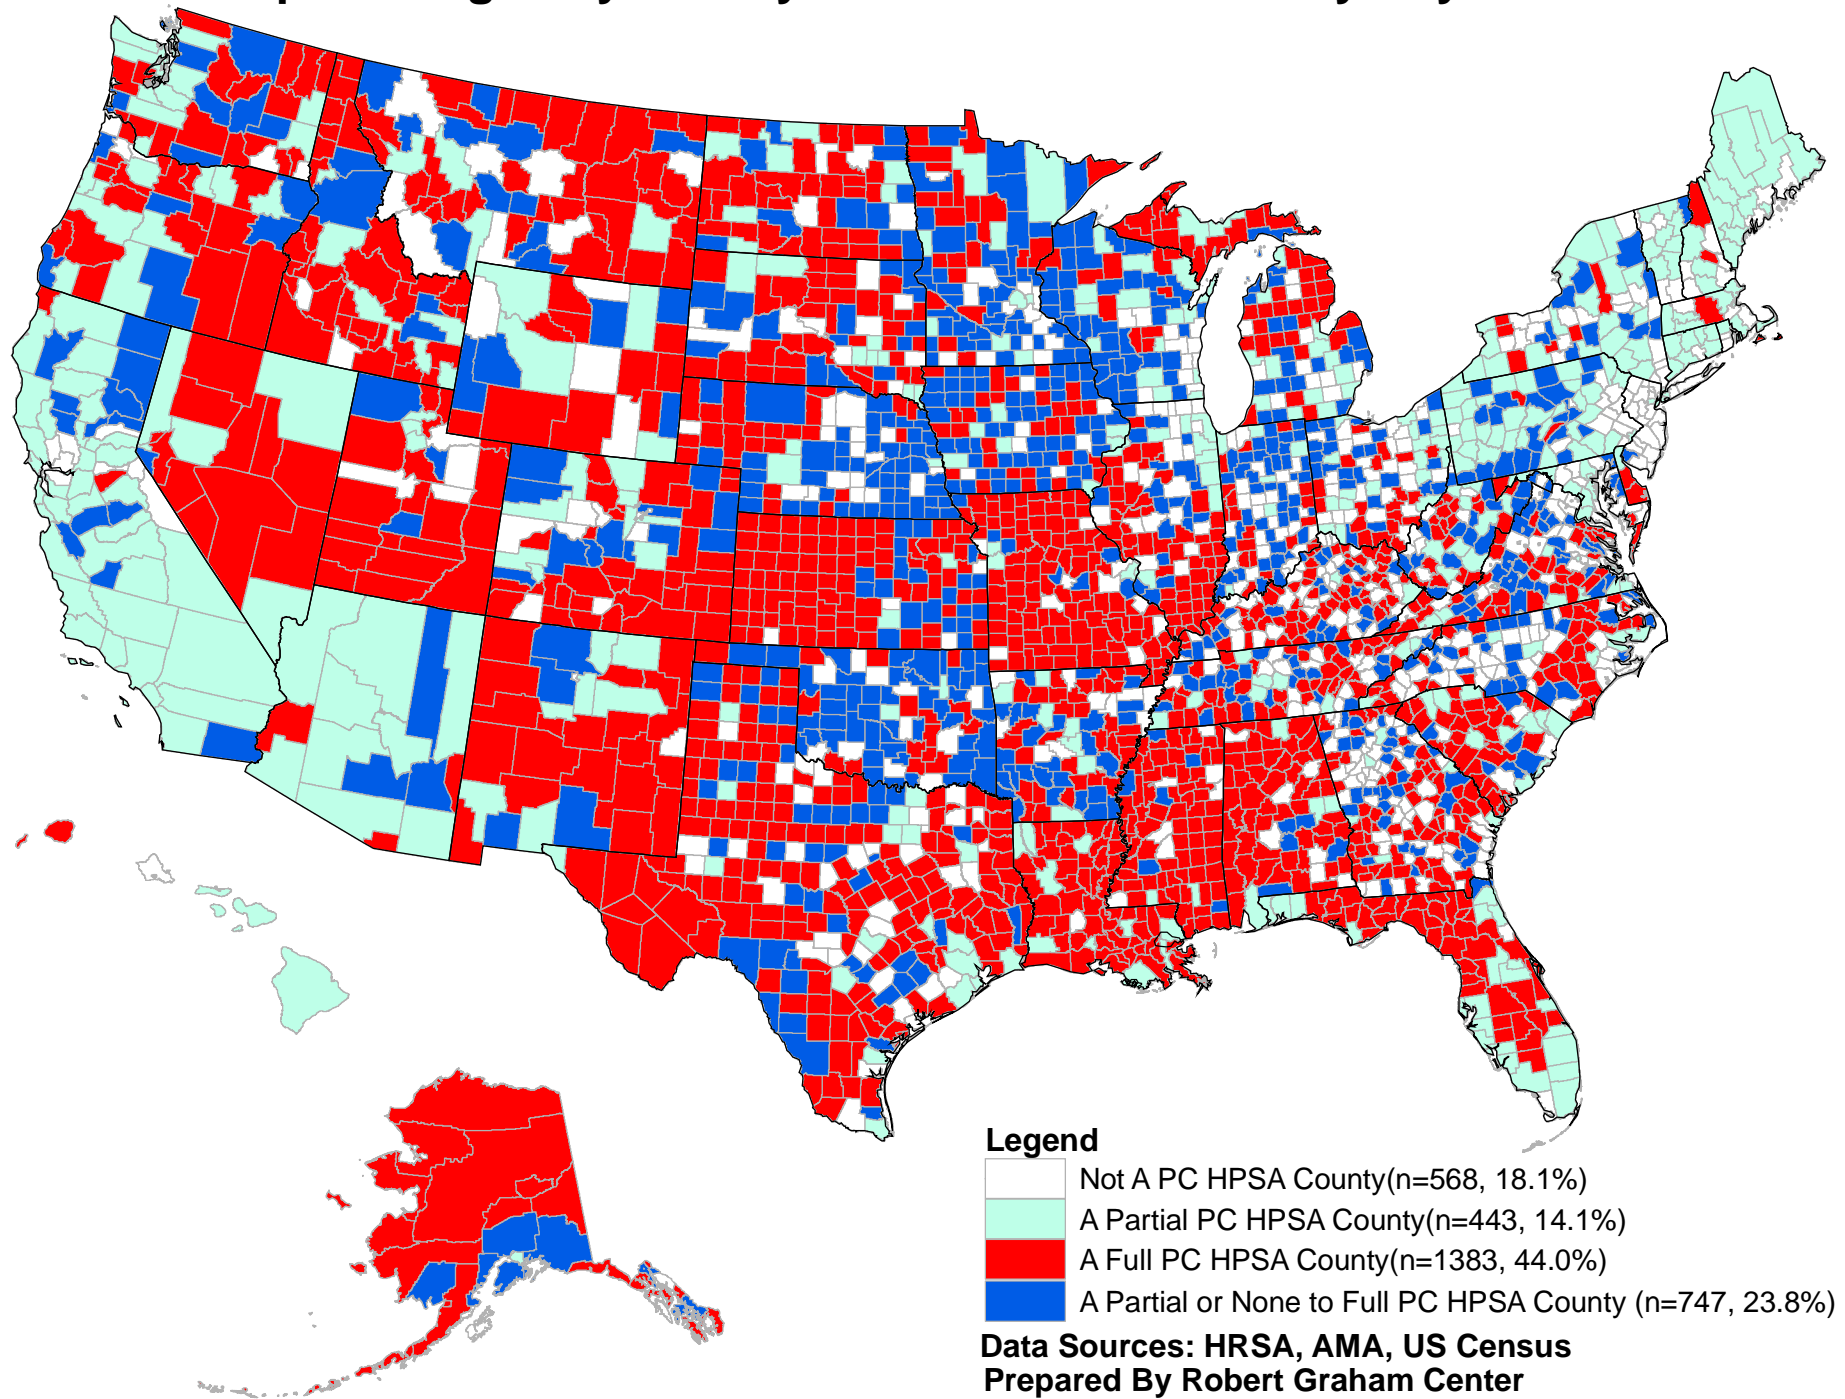 Legend
Not A PC HPSA County(n=568, 18.1%)
A Partial PC HPSA County(n=443, 14.1%)
A Full PC HPSA County(n=1383, 44.0%)
A Partial or None to Full PC HPSA County (n=747, 23.8%)
Data Sources: HRSA, AMA, US Census
Prepared By Robert Graham Center